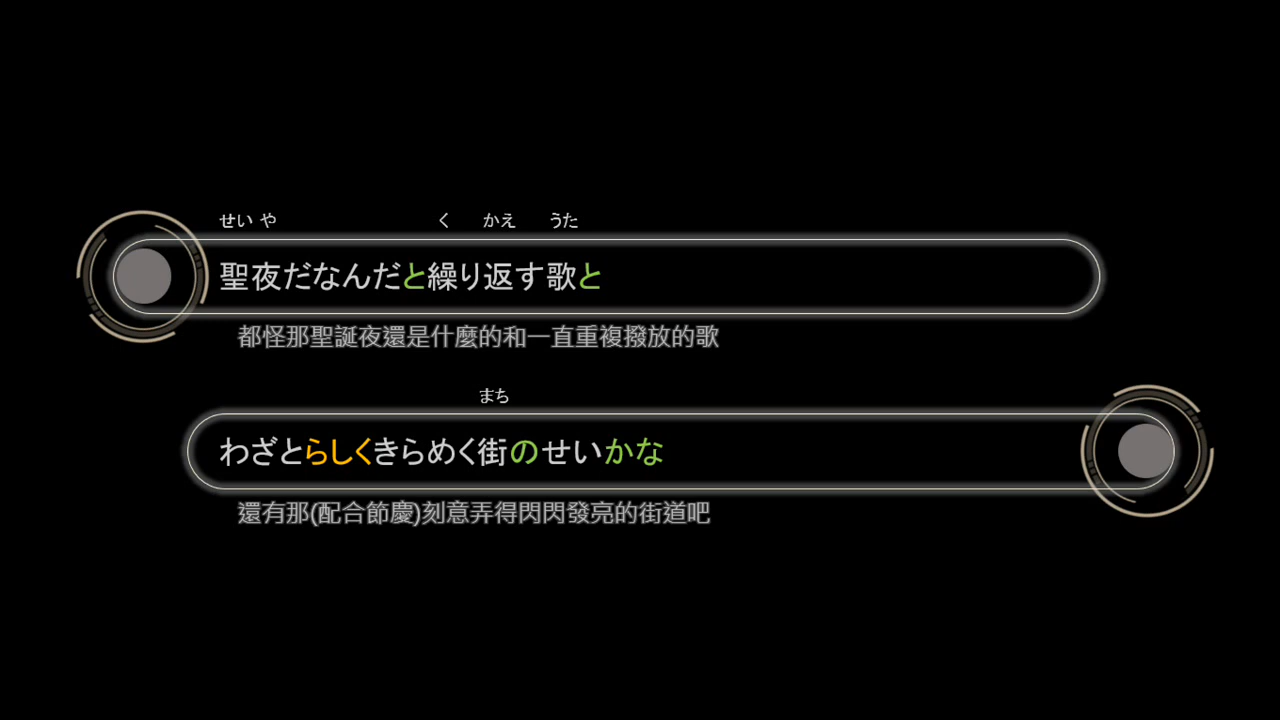 せいや く かえ うた
聖夜だなんだと繰り返す歌と
都怪那聖誕夜還是什麼的和一直重複撥放的歌
まち
わざとらしくきらめく街のせいかな
還有那(配合節慶)刻意弄得閃閃發亮的街道吧